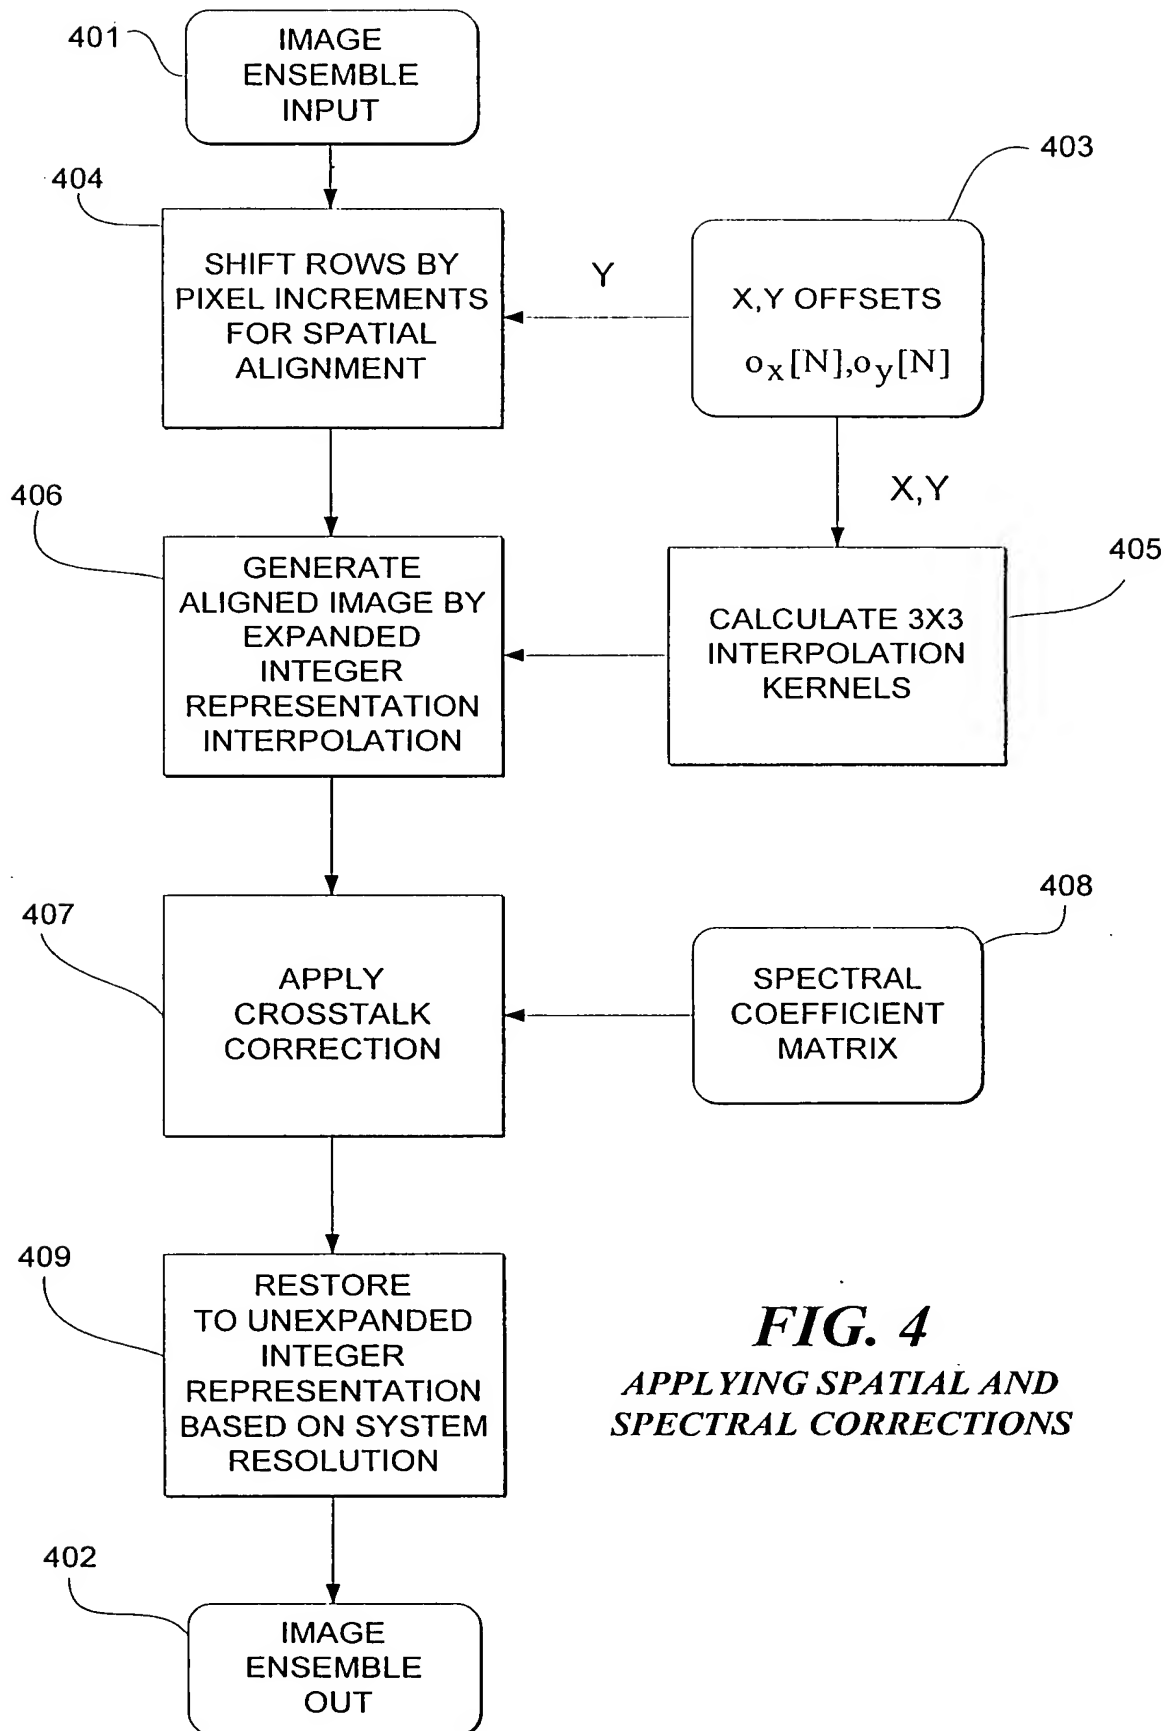 401
IMAGE
ENSEMBLE
INPUT
403
404
SHIFT ROWS BY
PIXEL INCREMENTS
FOR SPATIAL
ALIGNMENT
Y
X,Y OFFSETS
o_x[N],o_y[N]
X,Y
406
GENERATE
ALIGNED IMAGE BY
EXPANDED
INTEGER
REPRESENTATION
INTERPOLATION
405
CALCULATE 3X3
INTERPOLATION
KERNELS
407
APPLY
CROSSTALK
CORRECTION
408
SPECTRAL
COEFFICIENT
MATRIX
409
RESTORE
TO UNEXPANDED
INTEGER
REPRESENTATION
BASED ON SYSTEM
RESOLUTION
FIG. 4
APPLYING SPATIAL AND
SPECTRAL CORRECTIONS
402
IMAGE
ENSEMBLE
OUT